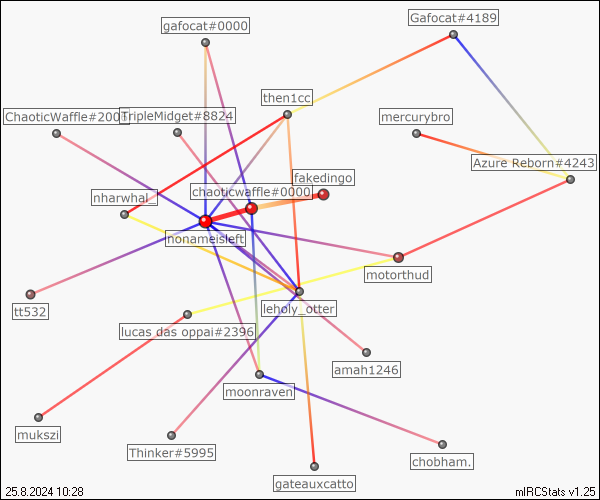 gafocat#0000
Gafocat#4189
then1cc
ChaoticWaffle#200
TripleMidget#8824
mercurybro
Azure Reborn#4243
fakedingo
chaoticwaffle#0000
nharwhal
nonameisleft
motorthud
tt532
leholy_otter
lucas das oppai#2396
amah1246
moonraven
mukszi
Thinker#5995
chobham.
gateauxcatto
25.8.2024 10:28
mIRCStats v1.25